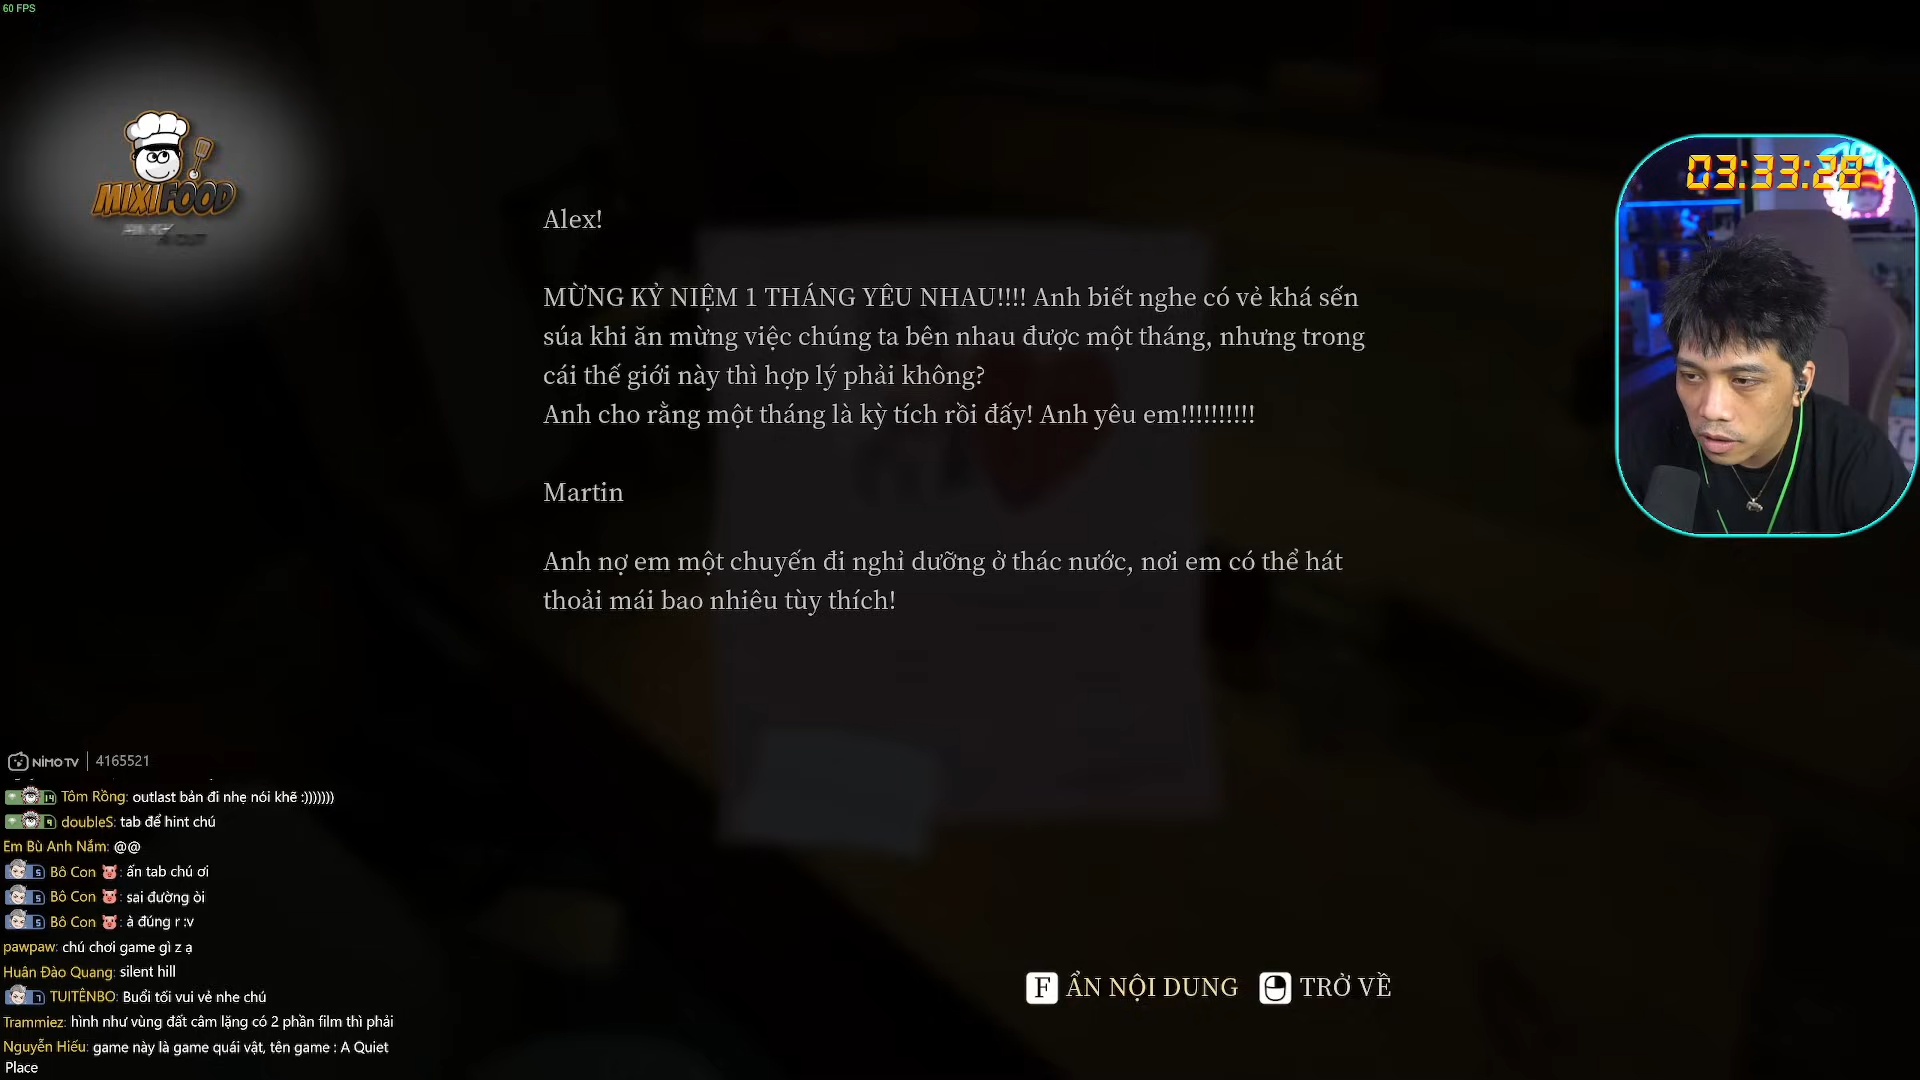 60 FPS
MIXIFOOD
03:33:28
Alex!
MỪNG KỶ NIỆM 1 THÁNG YÊU NHAU!!!! Anh biết nghe có vẻ khá sến
súa khi ăn mừng việc chúng ta bên nhau được một tháng, nhưng trong
cái thế giới này thì hợp lý phải không?
Anh cho rằng một tháng là kỳ tích rồi đấy! Anh yêu em!!!!!!!!!!
Martin
Anh nợ em một chuyến đi nghỉ dưỡng ở thác nước, nơi em có thể hát
thoải mái bao nhiêu tùy thích!
NIMO TV | 4165521
14 Tôm Rồng: outlast bản đi nhẹ nói khẽ :)))))))
9 doubleS: tab để hint chú
Em Bù Anh Nắm: @@
5 Bô Con 🐷: ấn tab chú ơi
5 Bô Con 🐷: sai đường òi
5 Bô Con 🐷: à đúng r :v
pawpaw: chú chơi game gì z ạ
Huân Đào Quang: silent hill
1 TUITÊNBO: Buổi tối vui vẻ nhe chú
Trammiez: hình như vùng đất câm lặng có 2 phần film thì phải
Nguyễn Hiếu: game này là game quái vật, tên game : A Quiet
Place
F ẨN NỘI DUNG TRỞ VỀ